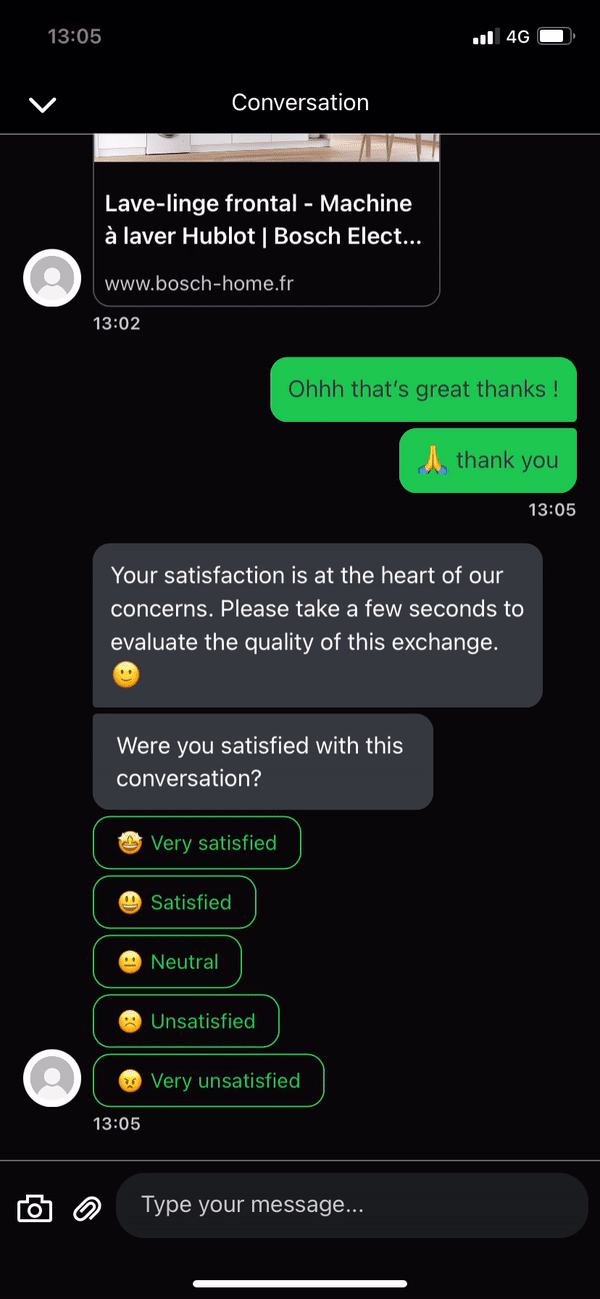 13:05
4G
Conversation
Lave-linge frontal - Machine
à laver Hublot | Bosch Elect...
www.bosch-home.fr
13:02
Ohhh that’s great thanks !
🙏 thank you
13:05
Your satisfaction is at the heart of our
concerns. Please take a few seconds to
evaluate the quality of this exchange.
🙂
Were you satisfied with this
conversation?
🤩 Very satisfied
😃 Satisfied
😐 Neutral
🙁 Unsatisfied
😠 Very unsatisfied
13:05
Type your message...